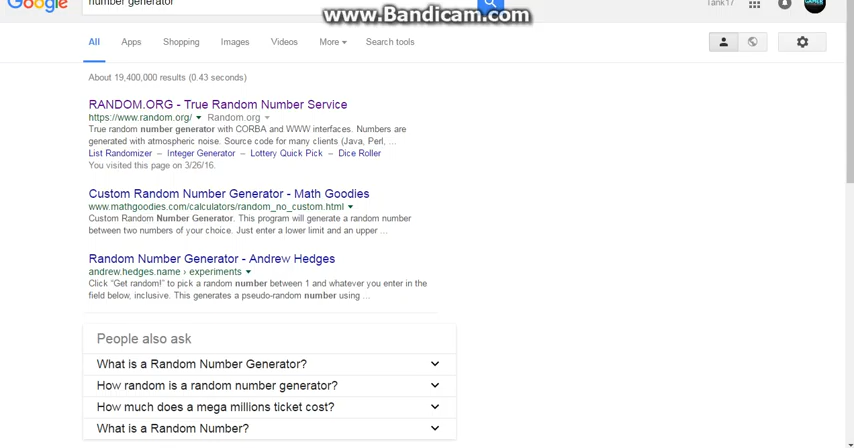 www.Bandicam.com
Google number generator Tank17
All Apps Shopping Images Videos More Search tools
About 19,400,000 results (0.43 seconds)
RANDOM.ORG - True Random Number Service
https://www.random.org/ Random.org
True random number generator with CORBA and WWW interfaces. Numbers are
generated with atmospheric noise. Source code for many clients (Java, Perl, ...
List Randomizer – Integer Generator – Lottery Quick Pick – Dice Roller
You visited this page on 3/26/16.
Custom Random Number Generator - Math Goodies
www.mathgoodies.com/calculators/random_no_custom.html
Custom Random Number Generator. This program will generate a random number
between two numbers of your choice. Just enter a lower limit and an upper ...
Random Number Generator - Andrew Hedges
andrew.hedges.name › experiments
Click "Get random!" to pick a random number between 1 and whatever you enter in the
field below, inclusive. This generates a pseudo-random number using ...
People also ask
What is a Random Number Generator?
How random is a random number generator?
How much does a mega millions ticket cost?
What is a Random Number?